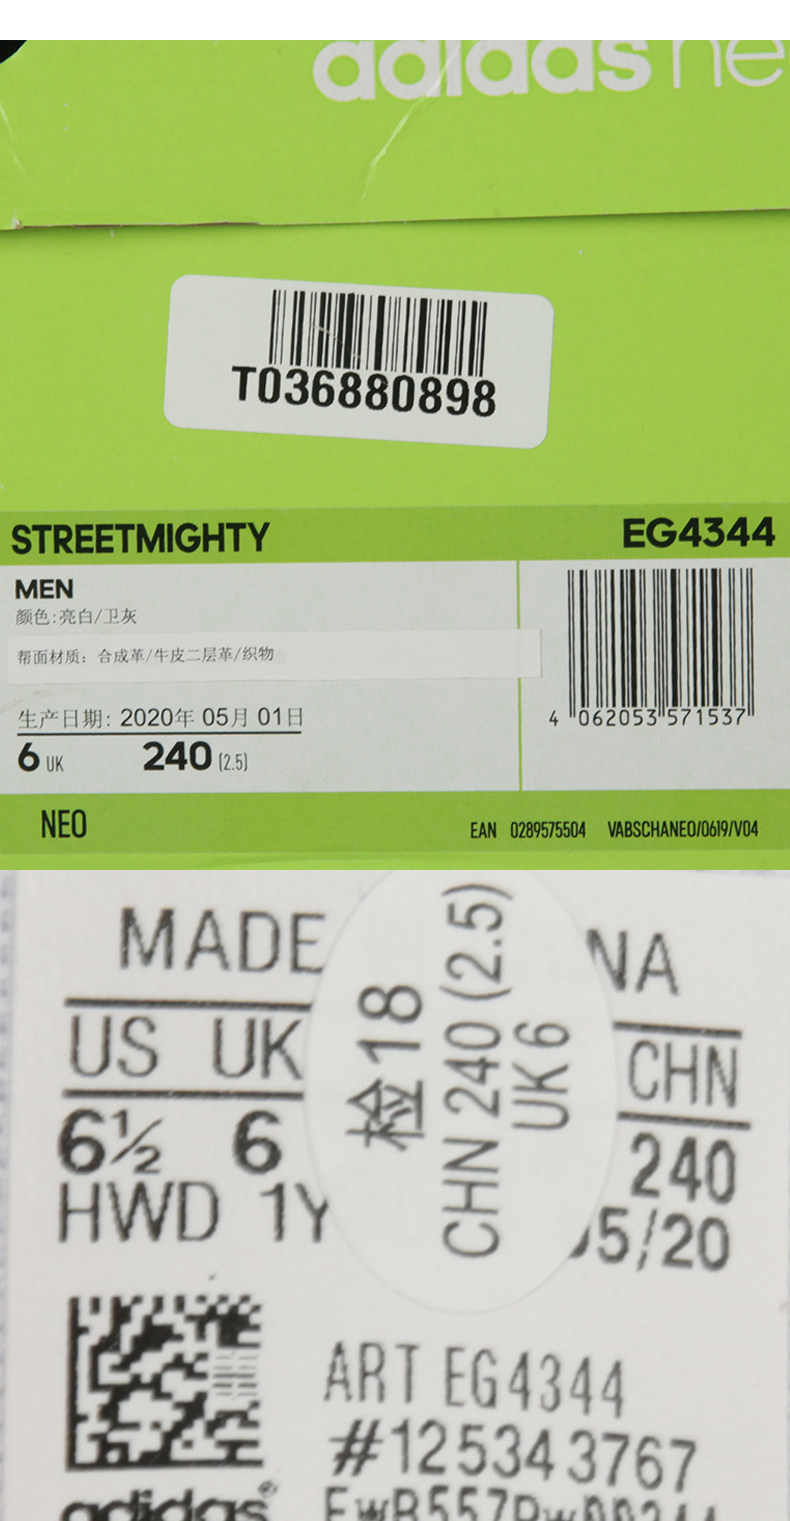 adidas ne
T036880898
STREETMIGHTY EG4344
MEN
颜色:亮白/卫灰
帮面材质：合成革/牛皮二层革/织物
生产日期: 2020年 05月 01日
6 UK 240 (2.5)
4 062053 571537
NEO EAN 0289575504 VABSCHANEO/0619/V04
MADE NA
US UK CHN
6½ 6 240
HWD 1Y 05/20
检18
CHN 240 (2.5)
UK 6
ART EG4344
#125343767
adidas®